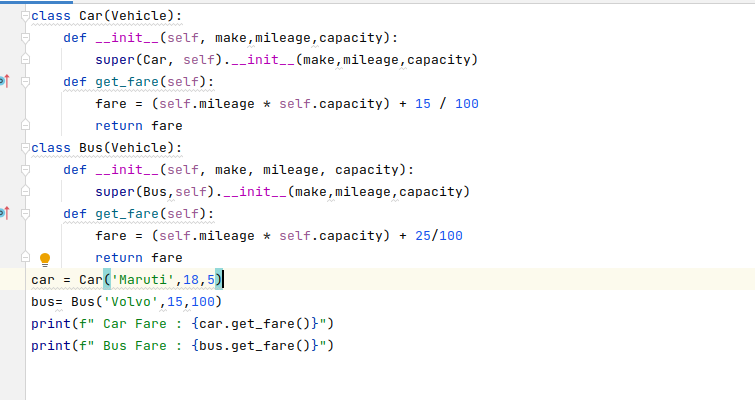 class Car(Vehicle):
    def __init__(self, make,mileage,capacity):
        super(Car, self).__init__(make,mileage,capacity)
    def get_fare(self):
        fare = (self.mileage * self.capacity) + 15 / 100
        return fare
class Bus(Vehicle):
    def __init__(self, make, mileage, capacity):
        super(Bus,self).__init__(make,mileage,capacity)
    def get_fare(self):
        fare = (self.mileage * self.capacity) + 25/100
        return fare
car = Car('Maruti',18,5)
bus= Bus('Volvo',15,100)
print(f" Car Fare : {car.get_fare()}")
print(f" Bus Fare : {bus.get_fare()}")